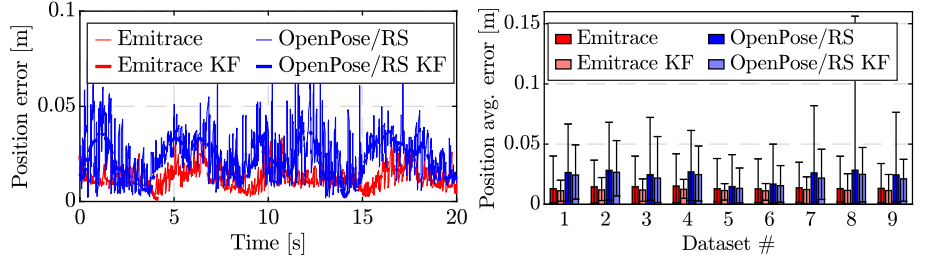 Position error [m]
0.1
0.05
0
Emitrace
OpenPose/RS
Emitrace KF
OpenPose/RS KF
0 5 10 15 20
Time [s]
Position avg. error [m]
0.15
0.1
0.05
0
Emitrace
OpenPose/RS
Emitrace KF
OpenPose/RS KF
1 2 3 4 5 6 7 8 9
Dataset #